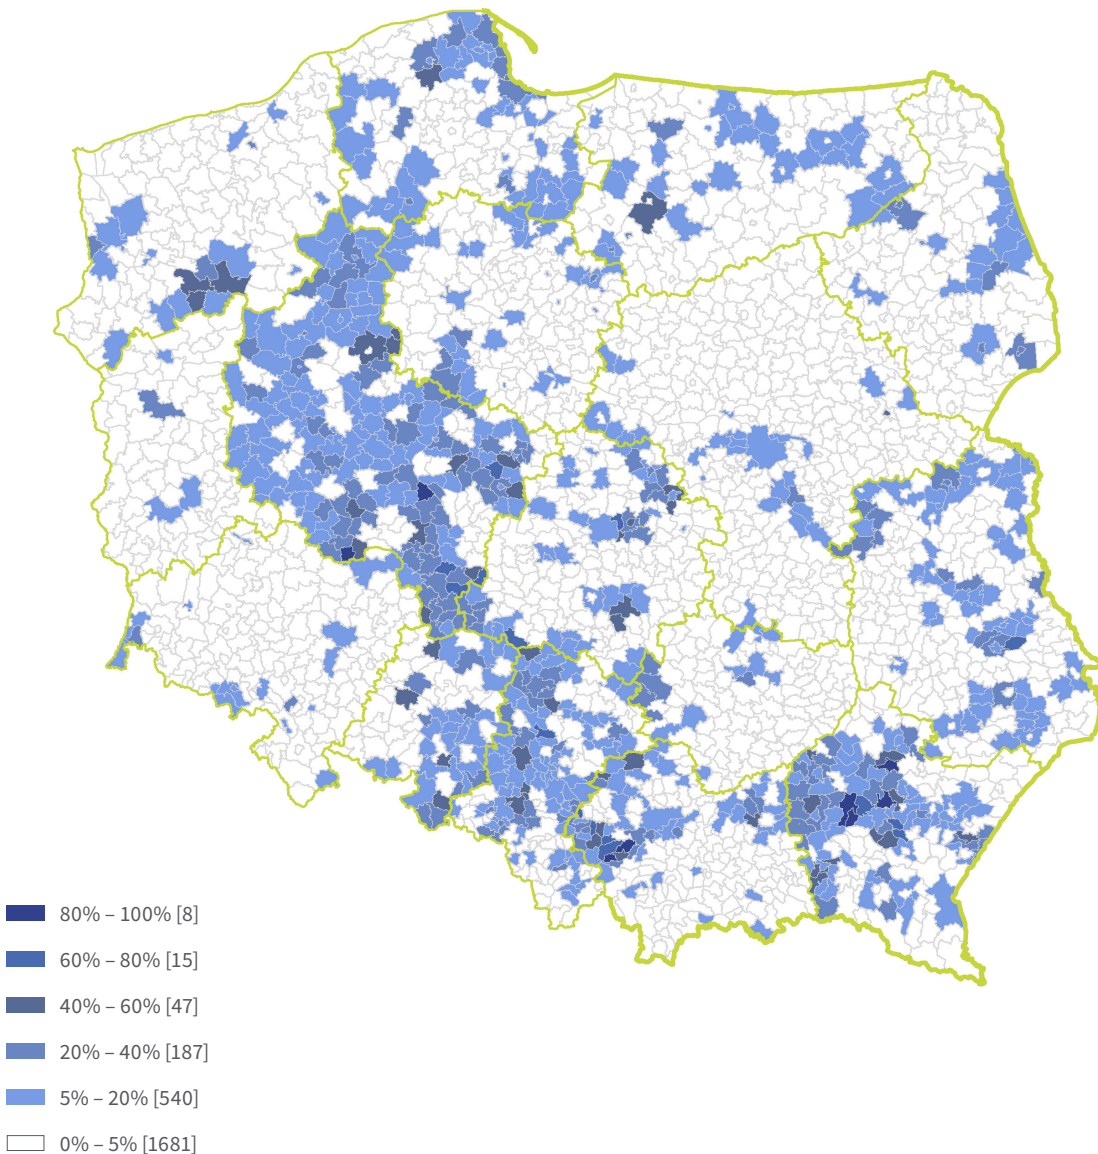 80% – 100% [8]
60% – 80% [15]
40% – 60% [47]
20% – 40% [187]
5% – 20% [540]
0% – 5% [1681]